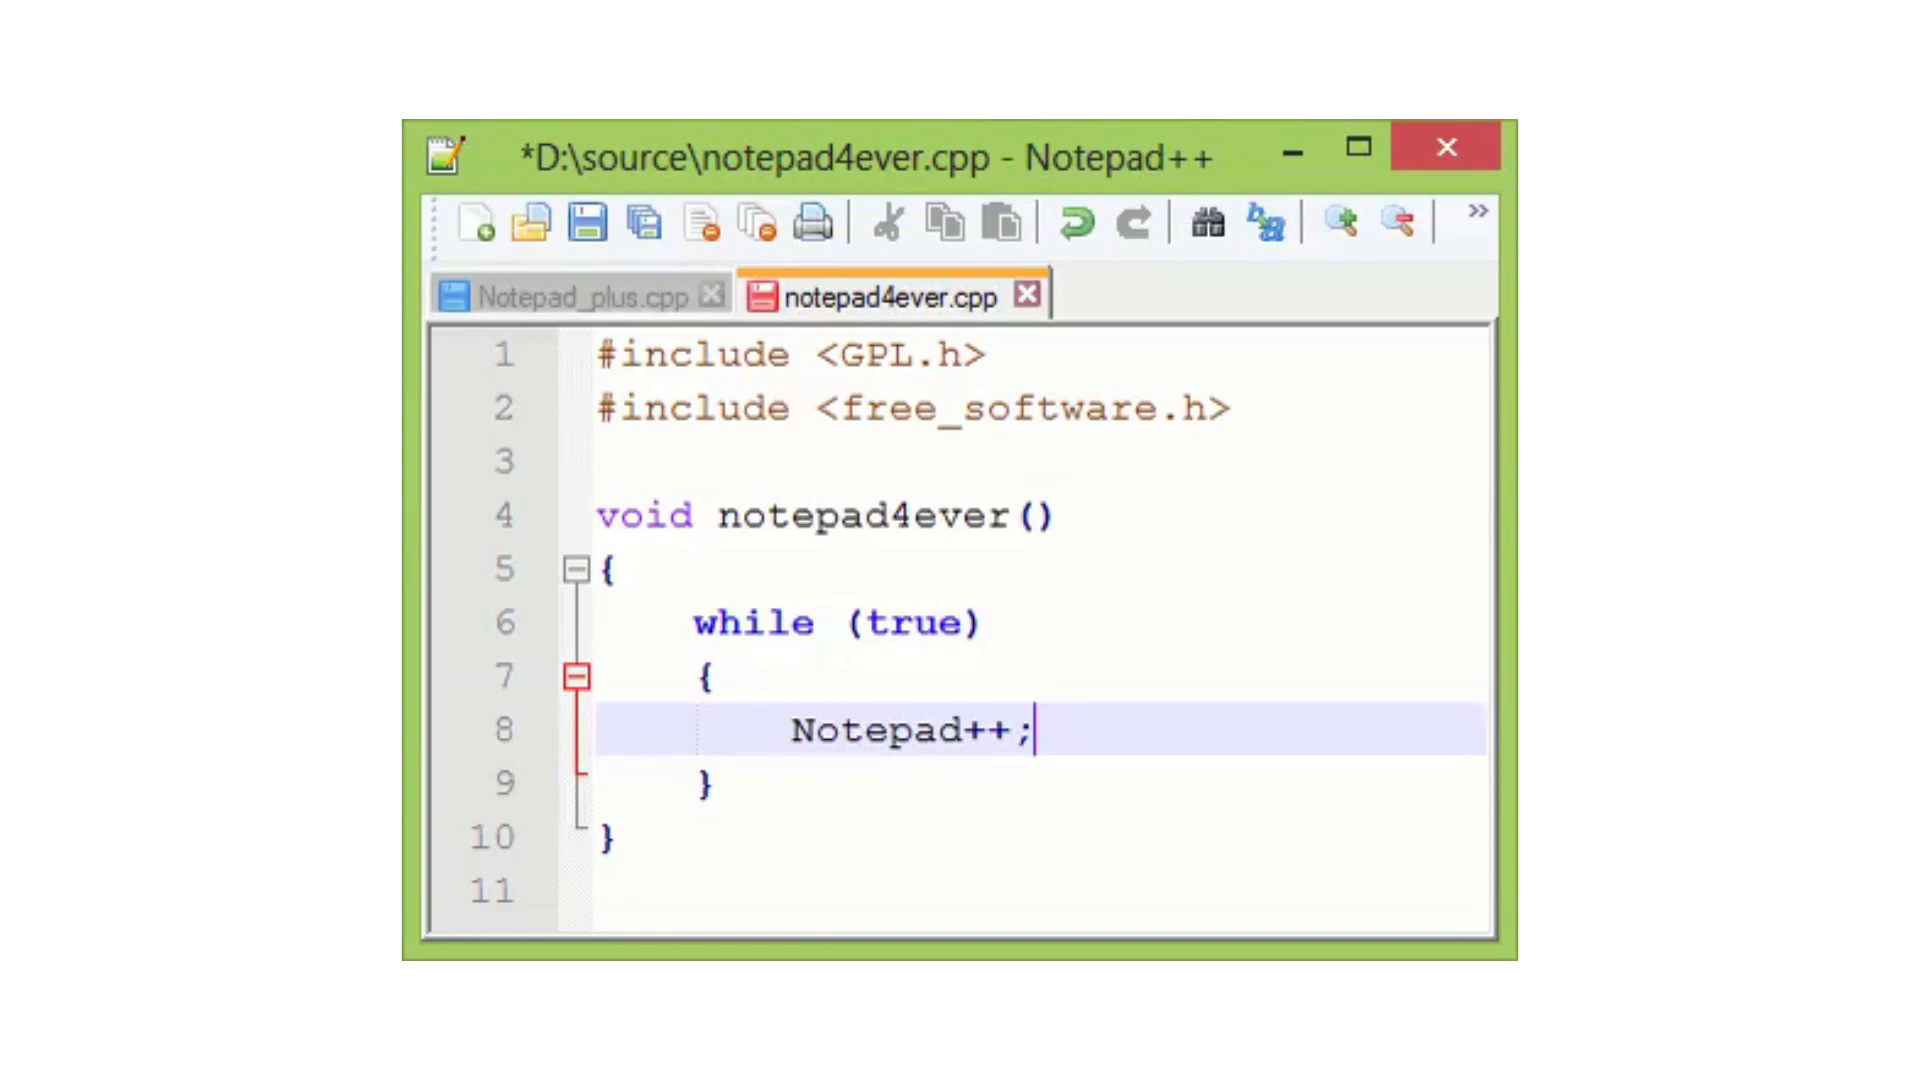 *D:\source\notepad4ever.cpp - Notepad++
Notepad_plus.cpp notepad4ever.cpp
1 #include <GPL.h>
2 #include <free_software.h>
3
4 void notepad4ever()
5 {
6 while (true)
7 {
8 Notepad++;
9 }
10 }
11